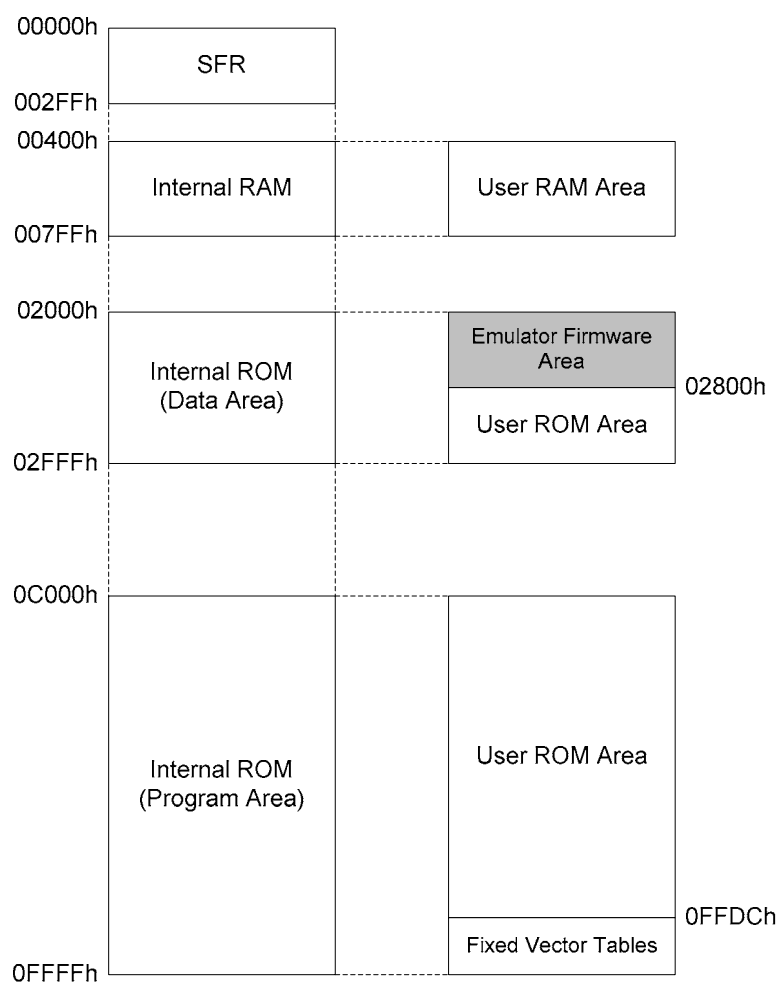 00000h
SFR
002FFh
00400h
Internal RAM
User RAM Area
007FFh
02000h
Emulator Firmware
Area
Internal ROM
(Data Area)
02800h
User ROM Area
02FFFh
0C000h
User ROM Area
Internal ROM
(Program Area)
0FFDCh
Fixed Vector Tables
0FFFFh